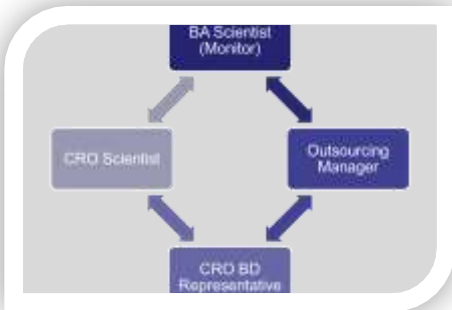 BA Scientist
(Monitor)
CRO Scientist
Outsourcing
Manager
CRO BD
Representative